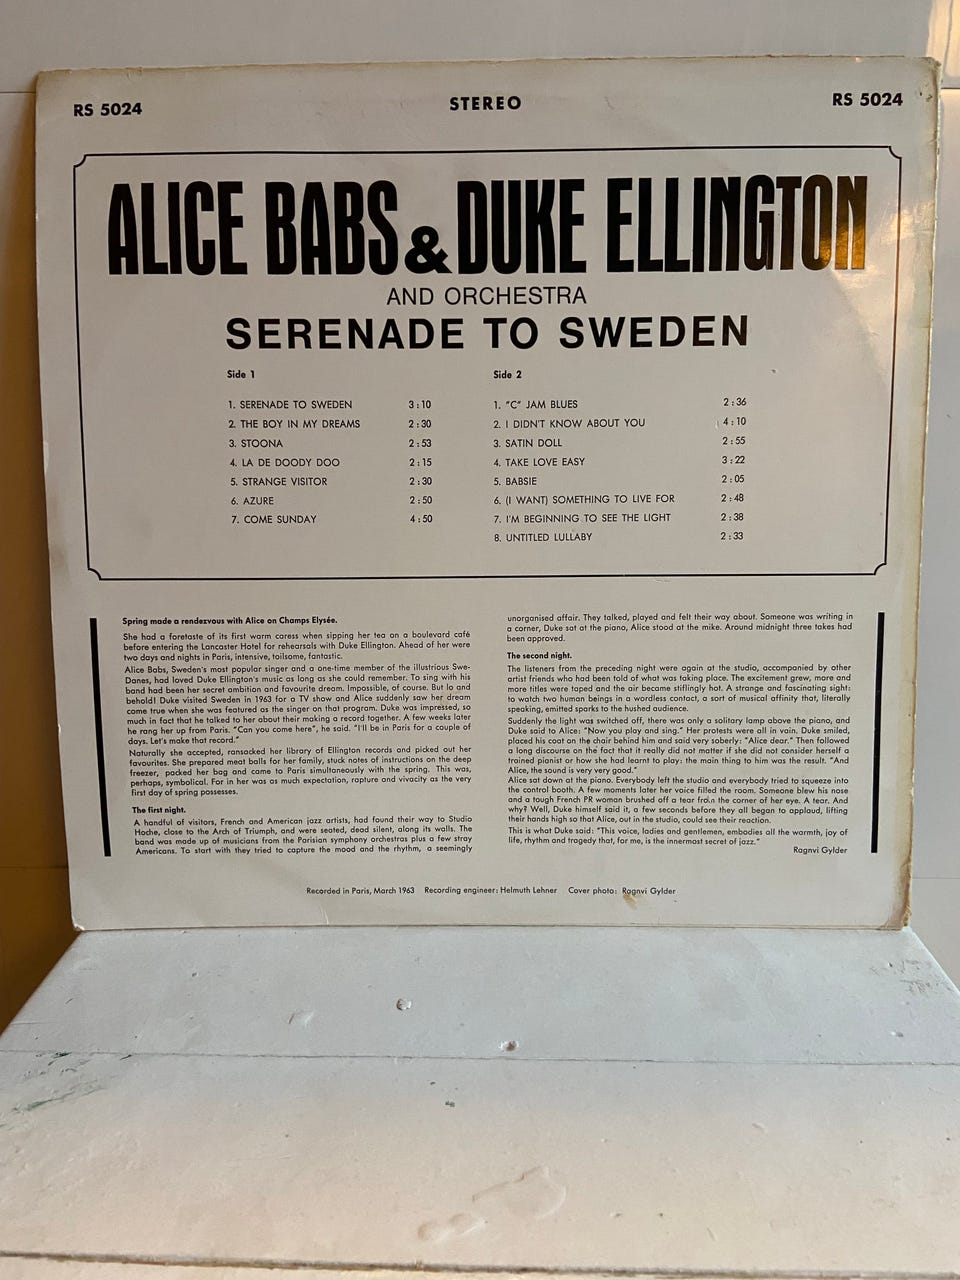 RS 5024
STEREO
RS 5024
ALICE BABS & DUKE ELLINGTON
AND ORCHESTRA
SERENADE TO SWEDEN
Side 1
1. SERENADE TO SWEDEN 3:10
2. THE BOY IN MY DREAMS 2:30
3. STOONA 2:53
4. LA DE DOODY DOO 2:15
5. STRANGE VISITOR 2:30
6. AZURE 2:50
7. COME SUNDAY 4:50
Side 2
1. "C" JAM BLUES 2:36
2. I DIDN'T KNOW ABOUT YOU 4:10
3. SATIN DOLL 2:55
4. TAKE LOVE EASY 3:22
5. BABSIE 2:05
6. (I WANT) SOMETHING TO LIVE FOR 2:48
7. I'M BEGINNING TO SEE THE LIGHT 2:38
8. UNTITLED LULLABY 2:33
Spring made a rendezvous with Alice on Champs Elysée.
She had a foretaste of its first warm caress when sipping her tea on a boulevard café
before entering the Lancaster Hotel for rehearsals with Duke Ellington. Ahead of her were
two days and nights in Paris, intensive, toilsome, fantastic.
Alice Babs, Sweden's most popular singer and a one-time member of the illustrious Swe-
Danes, had loved Duke Ellington's music as long as she could remember. To sing with his
band had been her secret ambition and favourite dream. Impossible, of course. But lo and
behold! Duke visited Sweden in 1963 for a TV show and Alice suddenly saw her dream
come true when she was featured as the singer on that program. Duke was impressed, so
much in fact that he talked to her about their making a record together. A few weeks later
he rang her up from Paris. "Can you come here", he said. "I'll be in Paris for a couple of
days. Let's make that record."
Naturally she accepted, ransacked her library of Ellington records and picked out her
favourites. She prepared meat balls for her family, stuck notes of instructions on the deep
freezer, packed her bag and came to Paris simultaneously with the spring. This was,
perhaps, symbolical. For in her was as much expectation, rapture and vivacity as the very
first day of spring possesses.
The first night.
A handful of visitors, French and American jazz artists, had found their way to Studio
Hoche, close to the Arch of Triumph, and were seated, dead silent, along its walls. The
band was made up of musicians from the Parisian symphony orchestras plus a few stray
Americans. To start with they tried to capture the mood and the rhythm, a seemingly
unorganised affair. They talked, played and felt their way about. Someone was writing in
a corner, Duke sat at the piano, Alice stood at the mike. Around midnight three takes had
been approved.
The second night.
The listeners from the preceding night were again at the studio, accompanied by other
artist friends who had been told of what was taking place. The excitement grew, more and
more titles were taped and the air became stiflingly hot. A strange and fascinating sight:
to watch two human beings in a wordless contact, a sort of musical affinity that, literally
speaking, emitted sparks to the hushed audience.
Suddenly the light was switched off, there was only a solitary lamp above the piano, and
Duke said to Alice: "Now you play and sing." Her protests were all in vain. Duke smiled,
placed his coat on the chair behind him and said very soberly: "Alice dear." Then followed
a long discourse on the fact that it really did not matter if she did not consider herself a
trained pianist or how she had learnt to play: the main thing to him was the result. "And
Alice, the sound is very very good."
Alice sat down at the piano. Everybody left the studio and everybody tried to squeeze into
the control booth. A few moments later her voice filled the room. Someone blew his nose
and a tough French PR woman brushed off a tear from the corner of her eye. A tear. And
why? Well, Duke himself said it, a few seconds before they all began to applaud, lifting
their hands high so that Alice, out in the studio, could see their reaction.
This is what Duke said: "This voice, ladies and gentlemen, embodies all the warmth, joy of
life, rhythm and tragedy that, for me, is the innermost secret of jazz."
Ragnvi Gylder
Recorded in Paris, March 1963 Recording engineer: Helmuth Lehner Cover photo: Ragnvi Gylder